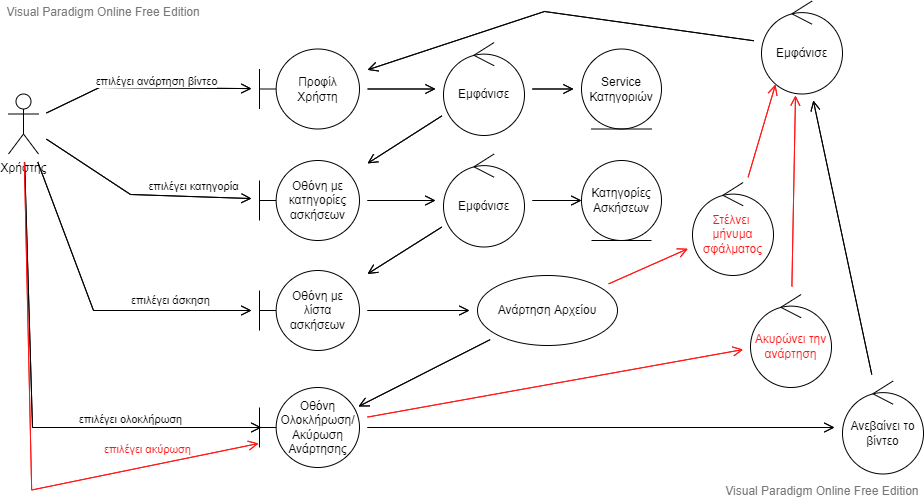 Visual Paradigm Online Free Edition
Εμφάνισε
επιλέγει ανάρτηση βίντεο
Προφίλ
Χρήστη
Εμφάνισε
Service
Κατηγοριών
Χρήστης
επιλέγει κατηγορία
Οθόνη με
κατηγορίες
ασκήσεων
Εμφάνισε
Κατηγορίες
Ασκήσεων
Στέλνει
μήνυμα
σφάλματος
επιλέγει άσκηση
Οθόνη με
λίστα
ασκήσεων
Ανάρτηση Αρχείου
Ακυρώνει την
ανάρτηση
επιλέγει ολοκλήρωση
επιλέγει ακύρωση
Οθόνη
Ολοκλήρωση/
Ακύρωση
Ανάρτησης
Ανεβαίνει το
βίντεο
Visual Paradigm Online Free Edition